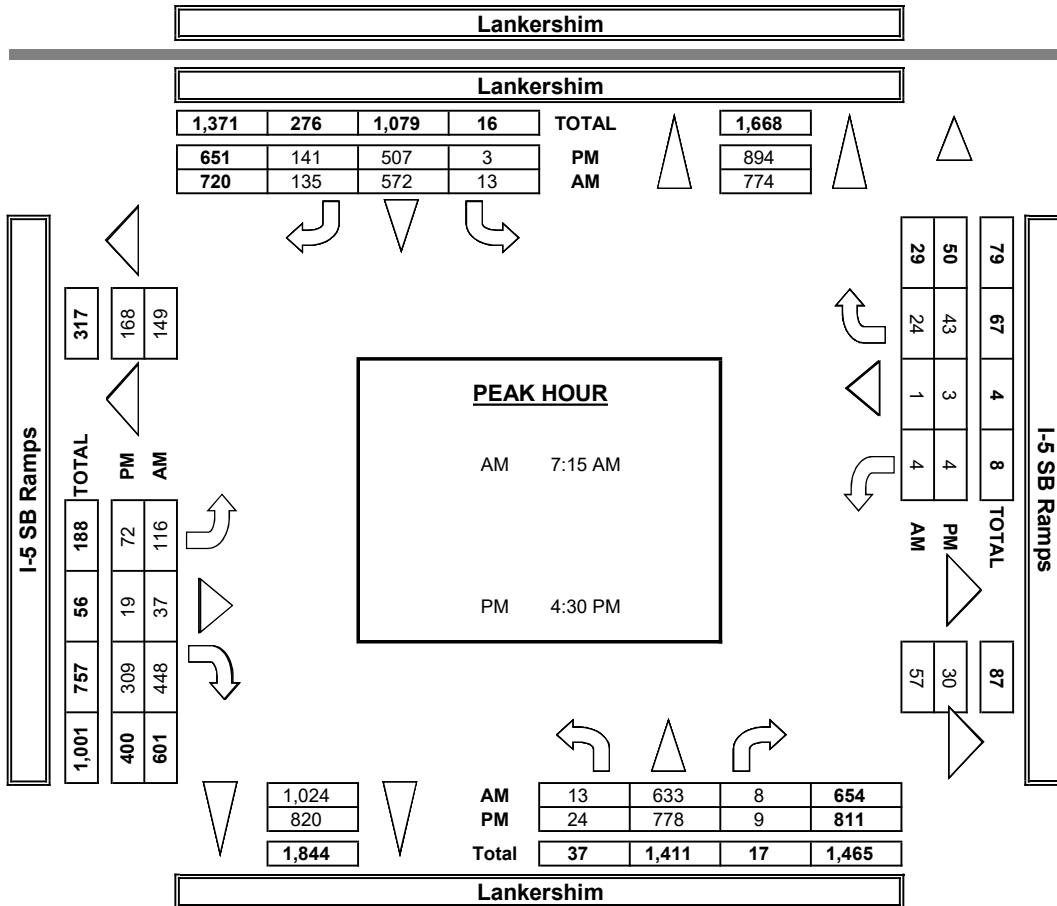 Lankershim
Lankershim
1,371 276 1,079 16 TOTAL 1,668
651 141 507 3 PM 894
720 135 572 13 AM 774
I-5 SB Ramps
317
168
149
TOTAL
PM
AM
188 56 757 1,001
72 19 309 400
116 37 448 601
PEAK HOUR
AM 7:15 AM
PM 4:30 PM
79 67 4 8 TOTAL 87
50 43 3 4 PM 30
29 24 1 4 AM 57
I-5 SB Ramps
1,024 AM 13 633 8 654
820 PM 24 778 9 811
1,844 Total 37 1,411 17 1,465
Lankershim